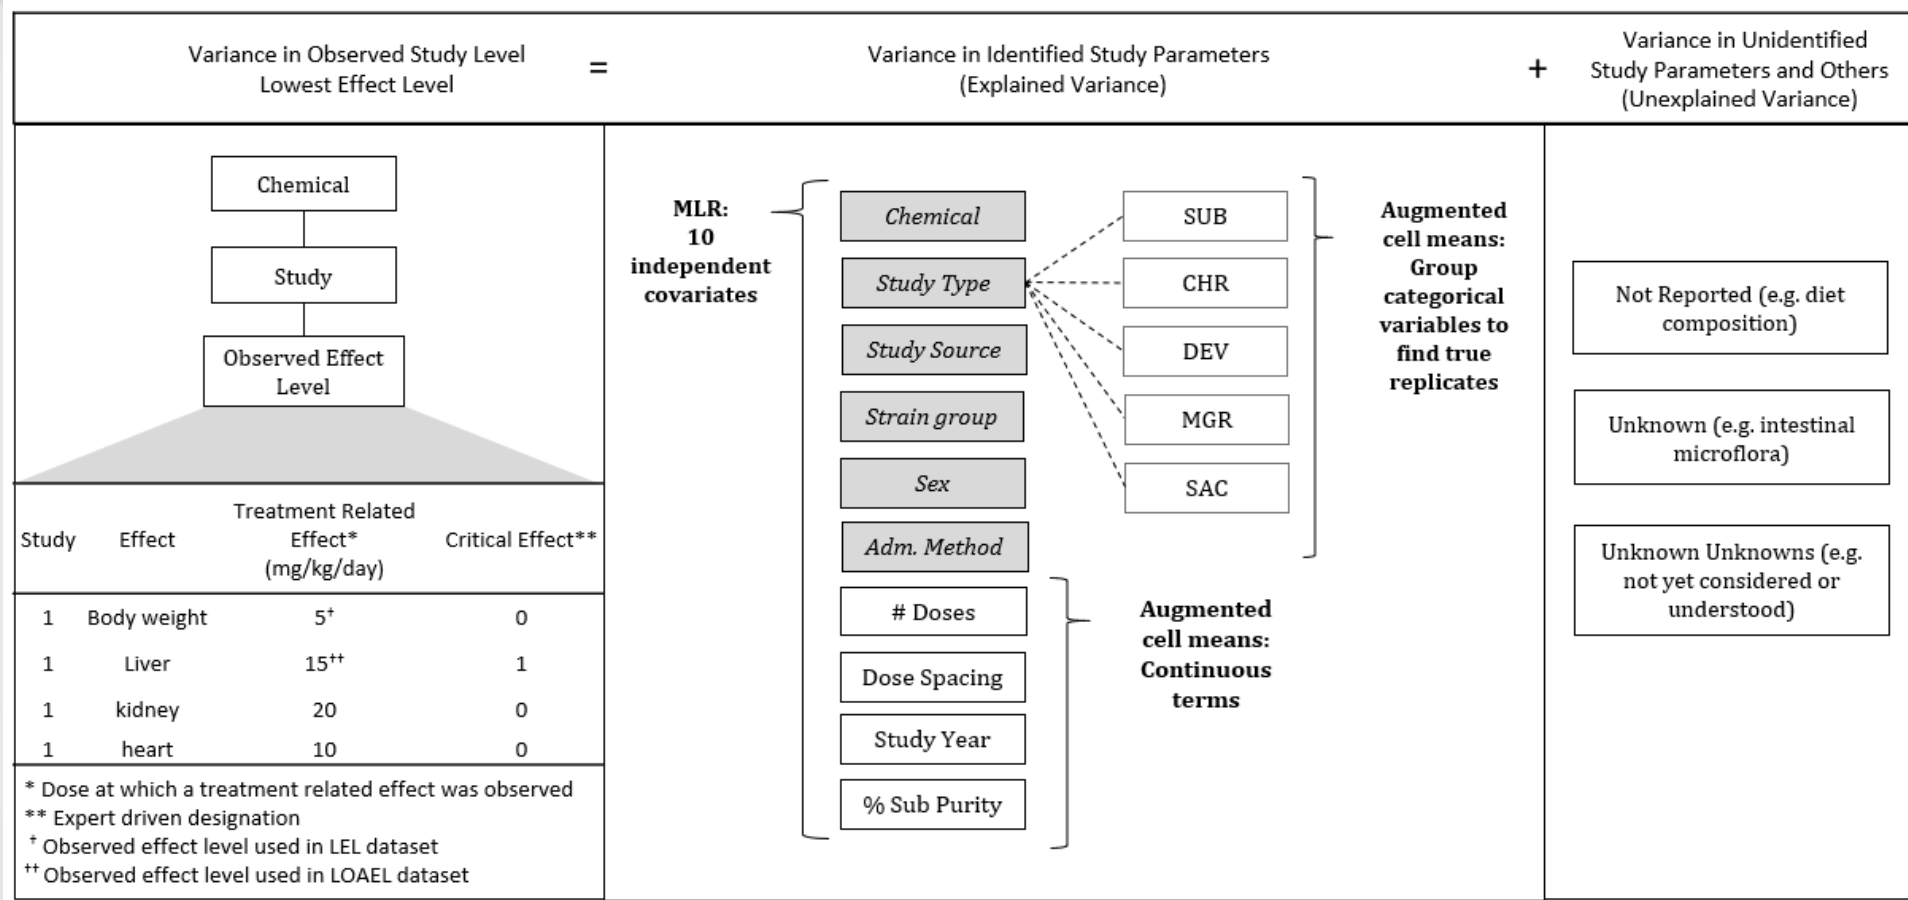 Variance in Observed Study Level
Lowest Effect Level
=
Variance in Identified Study Parameters
(Explained Variance)
+
Variance in Unidentified
Study Parameters and Others
(Unexplained Variance)
Chemical
Study
Observed Effect
Level
Study Effect Treatment Related
Effect*
(mg/kg/day) Critical Effect**
1 Body weight 5⁺ 0
1 Liver 15⁺⁺ 1
1 kidney 20 0
1 heart 10 0
* Dose at which a treatment related effect was observed
** Expert driven designation
⁺ Observed effect level used in LEL dataset
⁺⁺ Observed effect level used in LOAEL dataset
MLR:
10
independent
covariates
Chemical
Study Type
Study Source
Strain group
Sex
Adm. Method
# Doses
Dose Spacing
Study Year
% Sub Purity
SUB
CHR
DEV
MGR
SAC
Augmented
cell means:
Group
categorical
variables to
find true
replicates
Augmented
cell means:
Continuous
terms
Not Reported (e.g. diet
composition)
Unknown (e.g. intestinal
microflora)
Unknown Unknowns (e.g.
not yet considered or
understood)